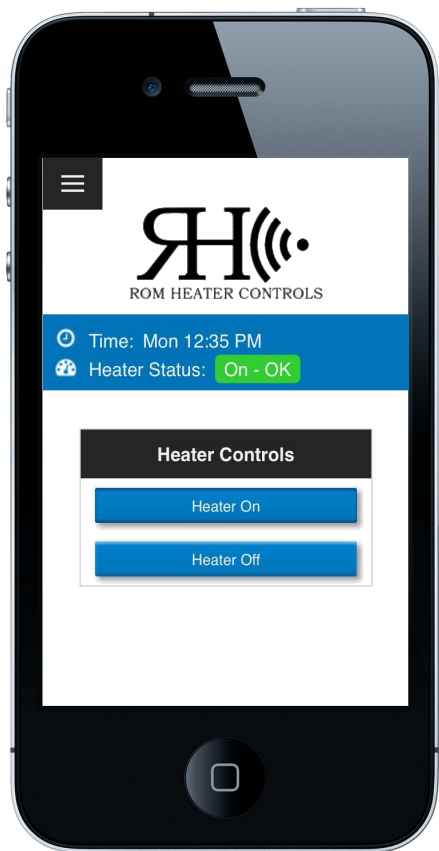 RH
ROM HEATER CONTROLS
Time: Mon 12:35 PM
Heater Status: On - OK
Heater Controls
Heater On
Heater Off